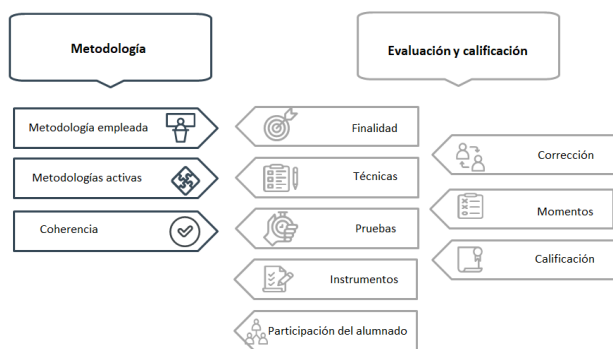 Metodología
Evaluación y calificación
Metodología empleada
Metodologías activas
Coherencia
Finalidad
Técnicas
Pruebas
Instrumentos
Participación del alumnado
Corrección
Momentos
Calificación